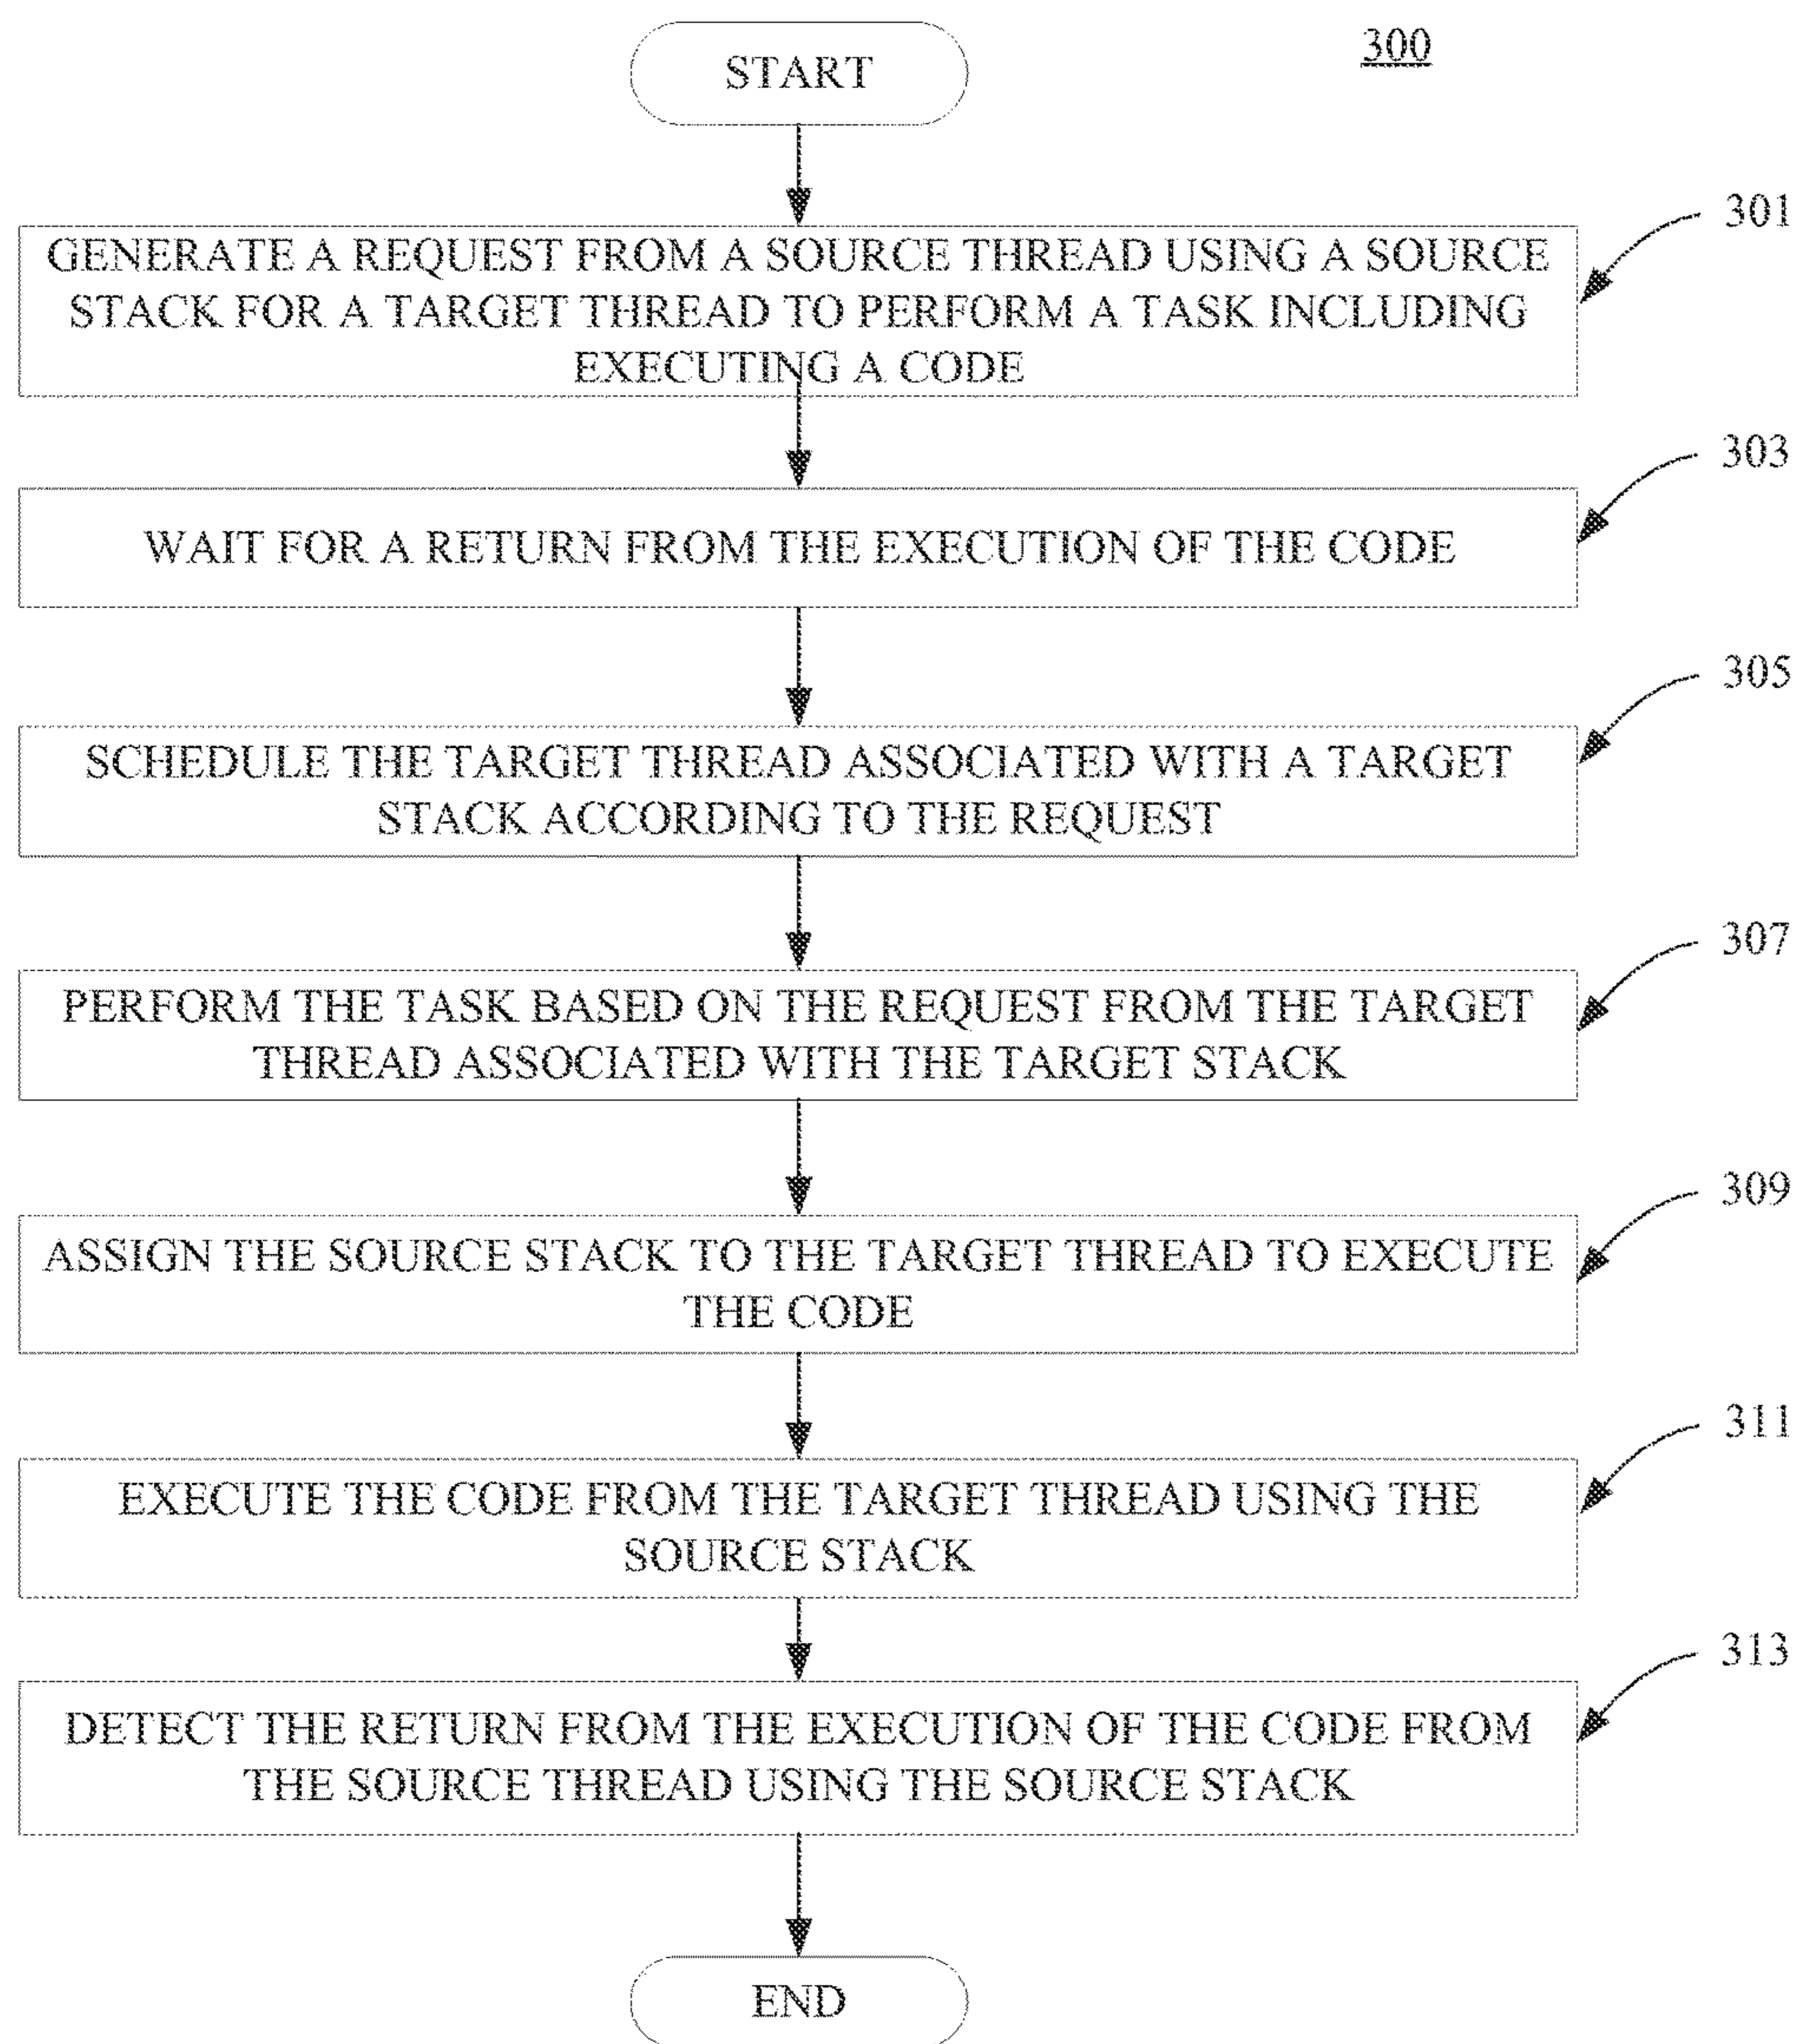 300
START
301
GENERATE A REQUEST FROM A SOURCE THREAD USING A SOURCE
STACK FOR A TARGET THREAD TO PERFORM A TASK INCLUDING
EXECUTING A CODE
303
WAIT FOR A RETURN FROM THE EXECUTION OF THE CODE
305
SCHEDULE THE TARGET THREAD ASSOCIATED WITH A TARGET
STACK ACCORDING TO THE REQUEST
307
PERFORM THE TASK BASED ON THE REQUEST FROM THE TARGET
THREAD ASSOCIATED WITH THE TARGET STACK
309
ASSIGN THE SOURCE STACK TO THE TARGET THREAD TO EXECUTE
THE CODE
311
EXECUTE THE CODE FROM THE TARGET THREAD USING THE
SOURCE STACK
313
DETECT THE RETURN FROM THE EXECUTION OF THE CODE FROM
THE SOURCE THREAD USING THE SOURCE STACK
END